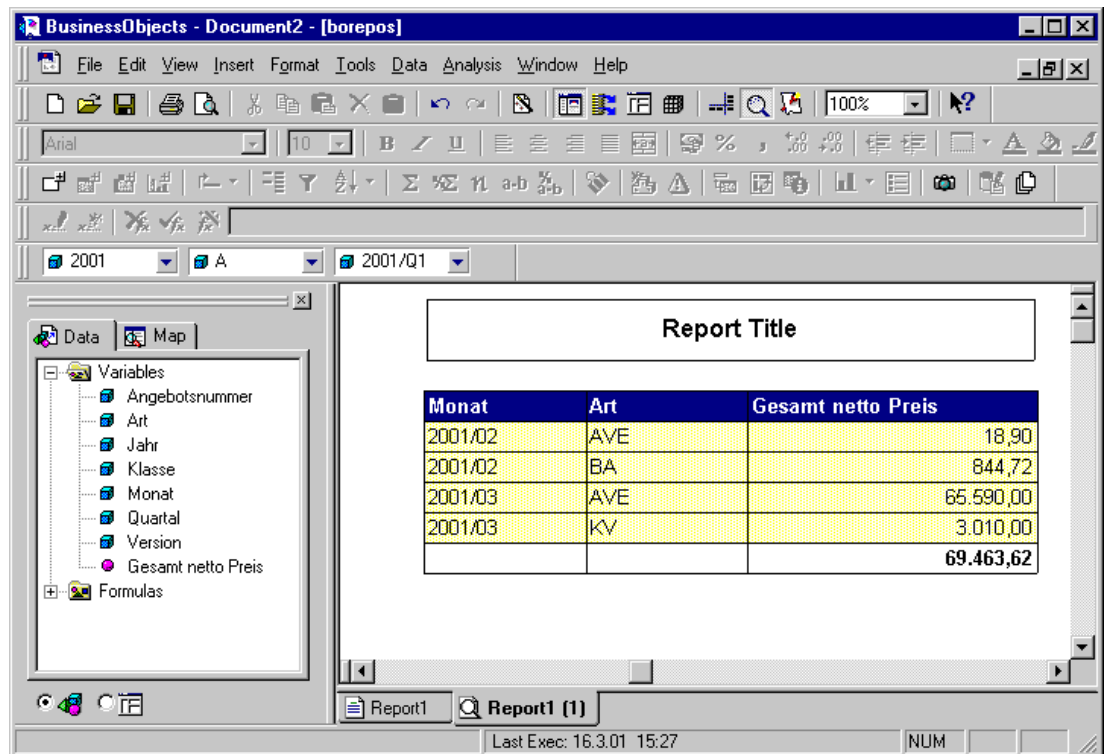 BusinessObjects - Document2 - [borepos]
File Edit View Insert Format Tools Data Analysis Window Help
100%
Arial 10 B I U %
a-b
2001 A 2001/Q1
Data Map
Variables
Angebotsnummer
Art
Jahr
Klasse
Monat
Quartal
Version
Gesamt netto Preis
Formulas
Report Title
Monat Art Gesamt netto Preis
2001/02 AVE 18,90
2001/02 BA 844,72
2001/03 AVE 65.590,00
2001/03 KV 3.010,00
69.463,62
Report1 Report1 (1)
Last Exec: 16.3.01 15:27 NUM